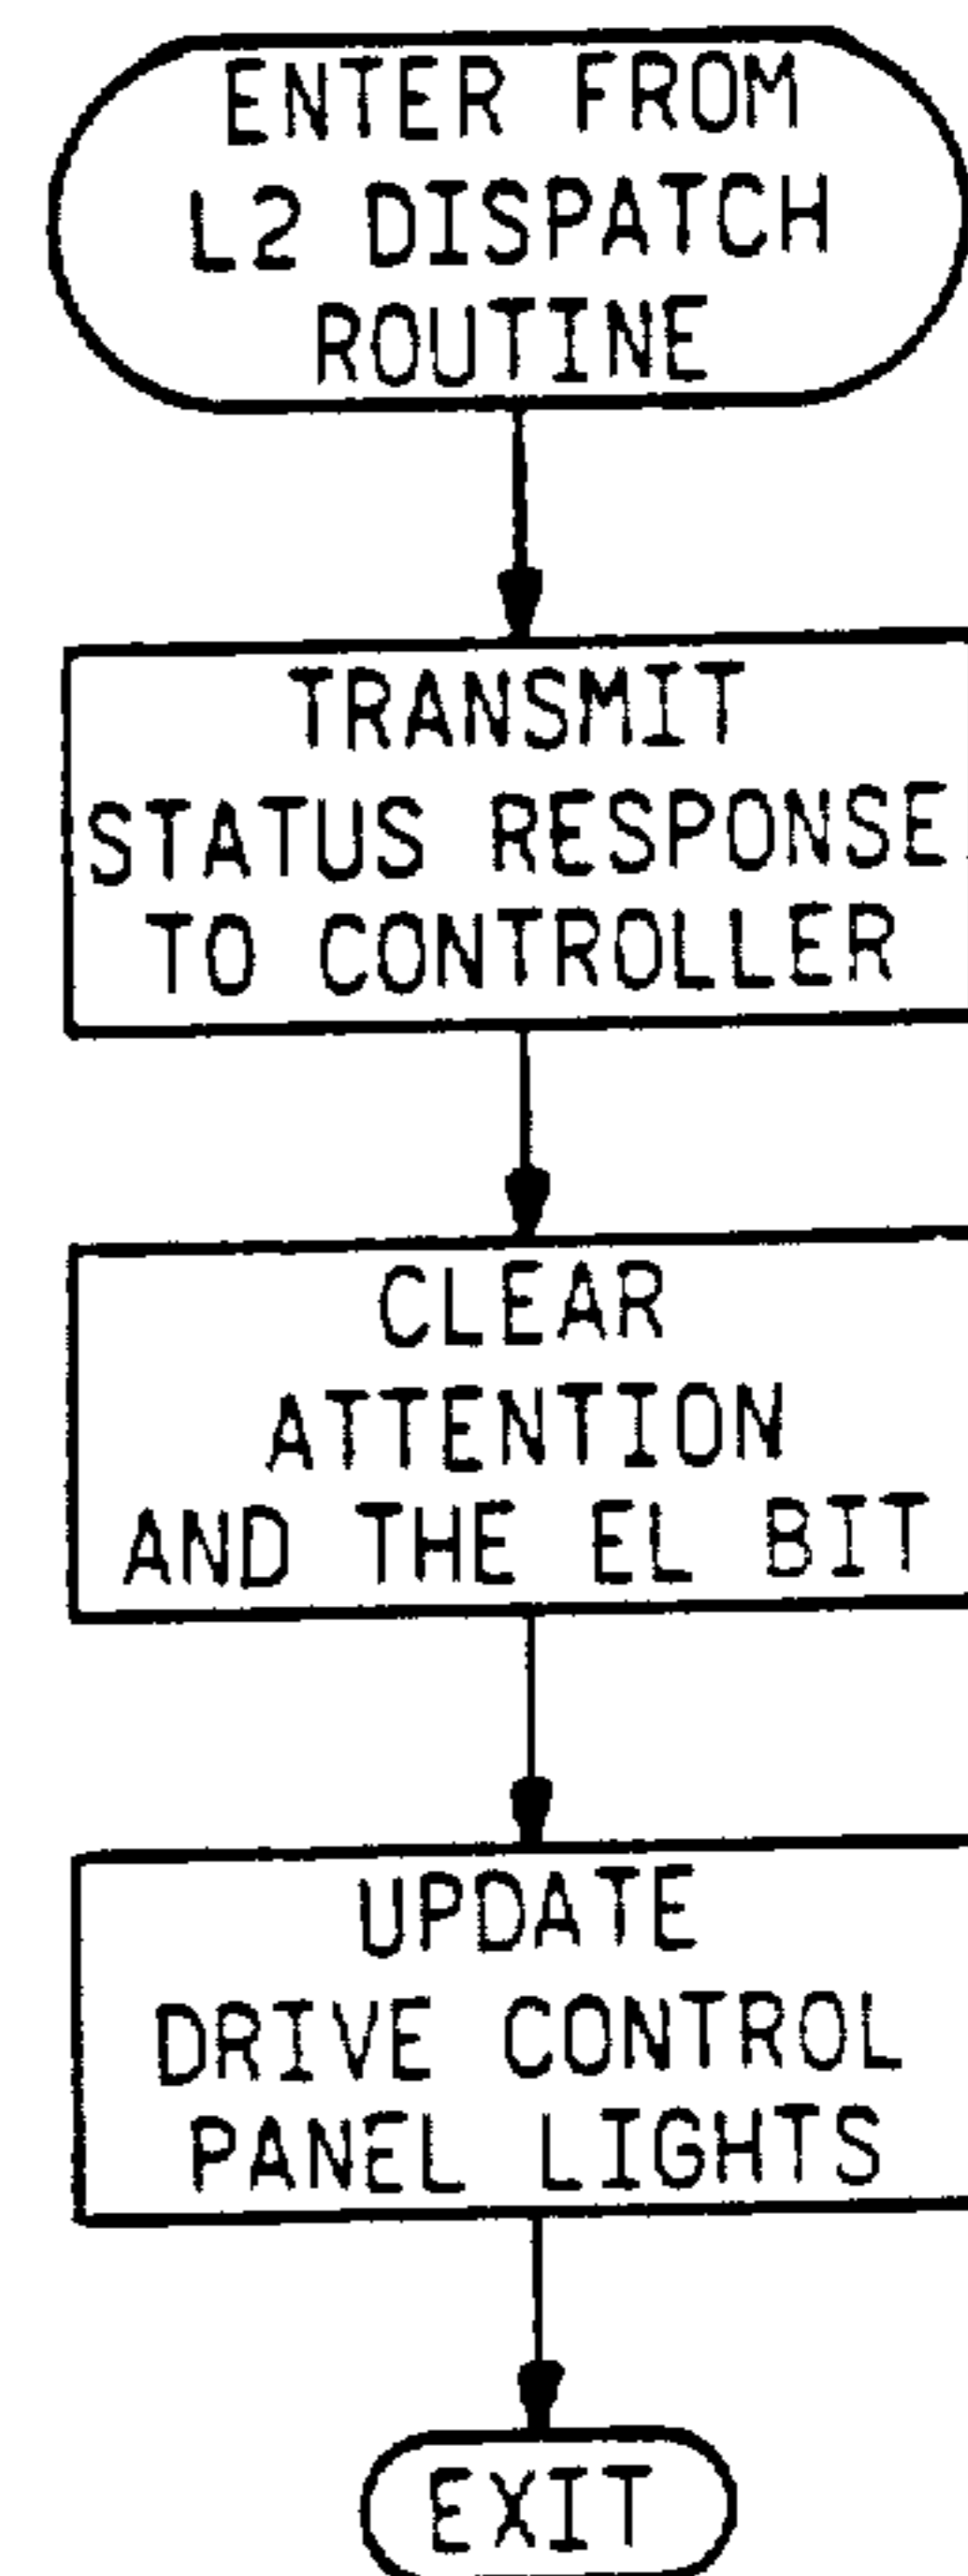 ENTER FROM
L2 DISPATCH
ROUTINE
TRANSMIT
STATUS RESPONSE
TO CONTROLLER
CLEAR
ATTENTION
AND THE EL BIT
UPDATE
DRIVE CONTROL
PANEL LIGHTS
EXIT